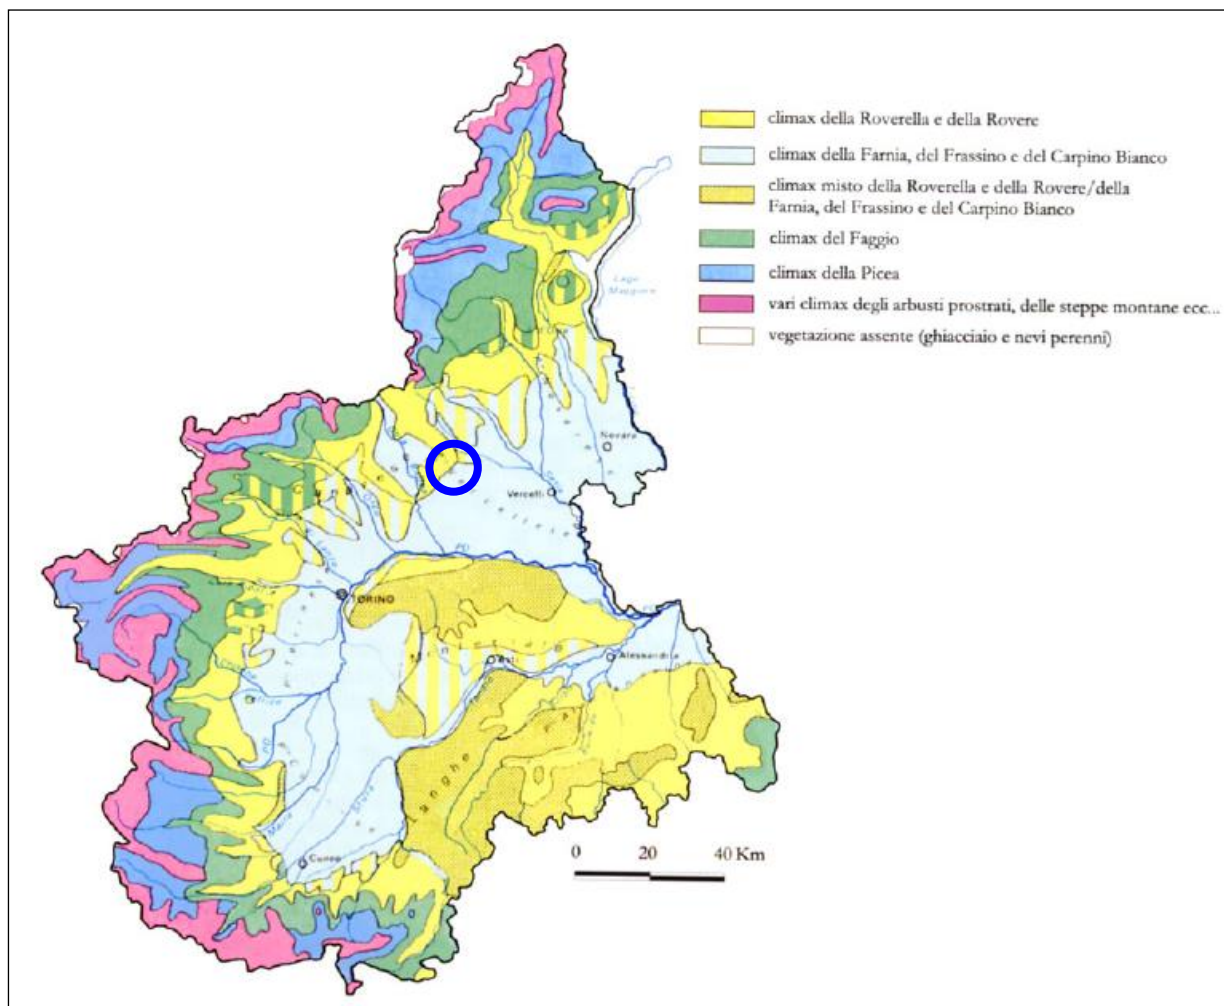 climax della Roverella e della Rovere
climax della Farnia, del Frassino e del Carpino Bianco
climax misto della Roverella e della Rovere/della
Farnia, del Frassino e del Carpino Bianco
climax del Faggio
climax della Picea
vari climax degli arbusti prostrati, delle steppe montane ecc...
vegetazione assente (ghiacciaio e nevi perenni)
Lago
Maggiore
Novara
Vercelli
PO
TORINO
Asti
Alessandria
Langhe
Maira
Stura
Cuneo
0 20 40 Km